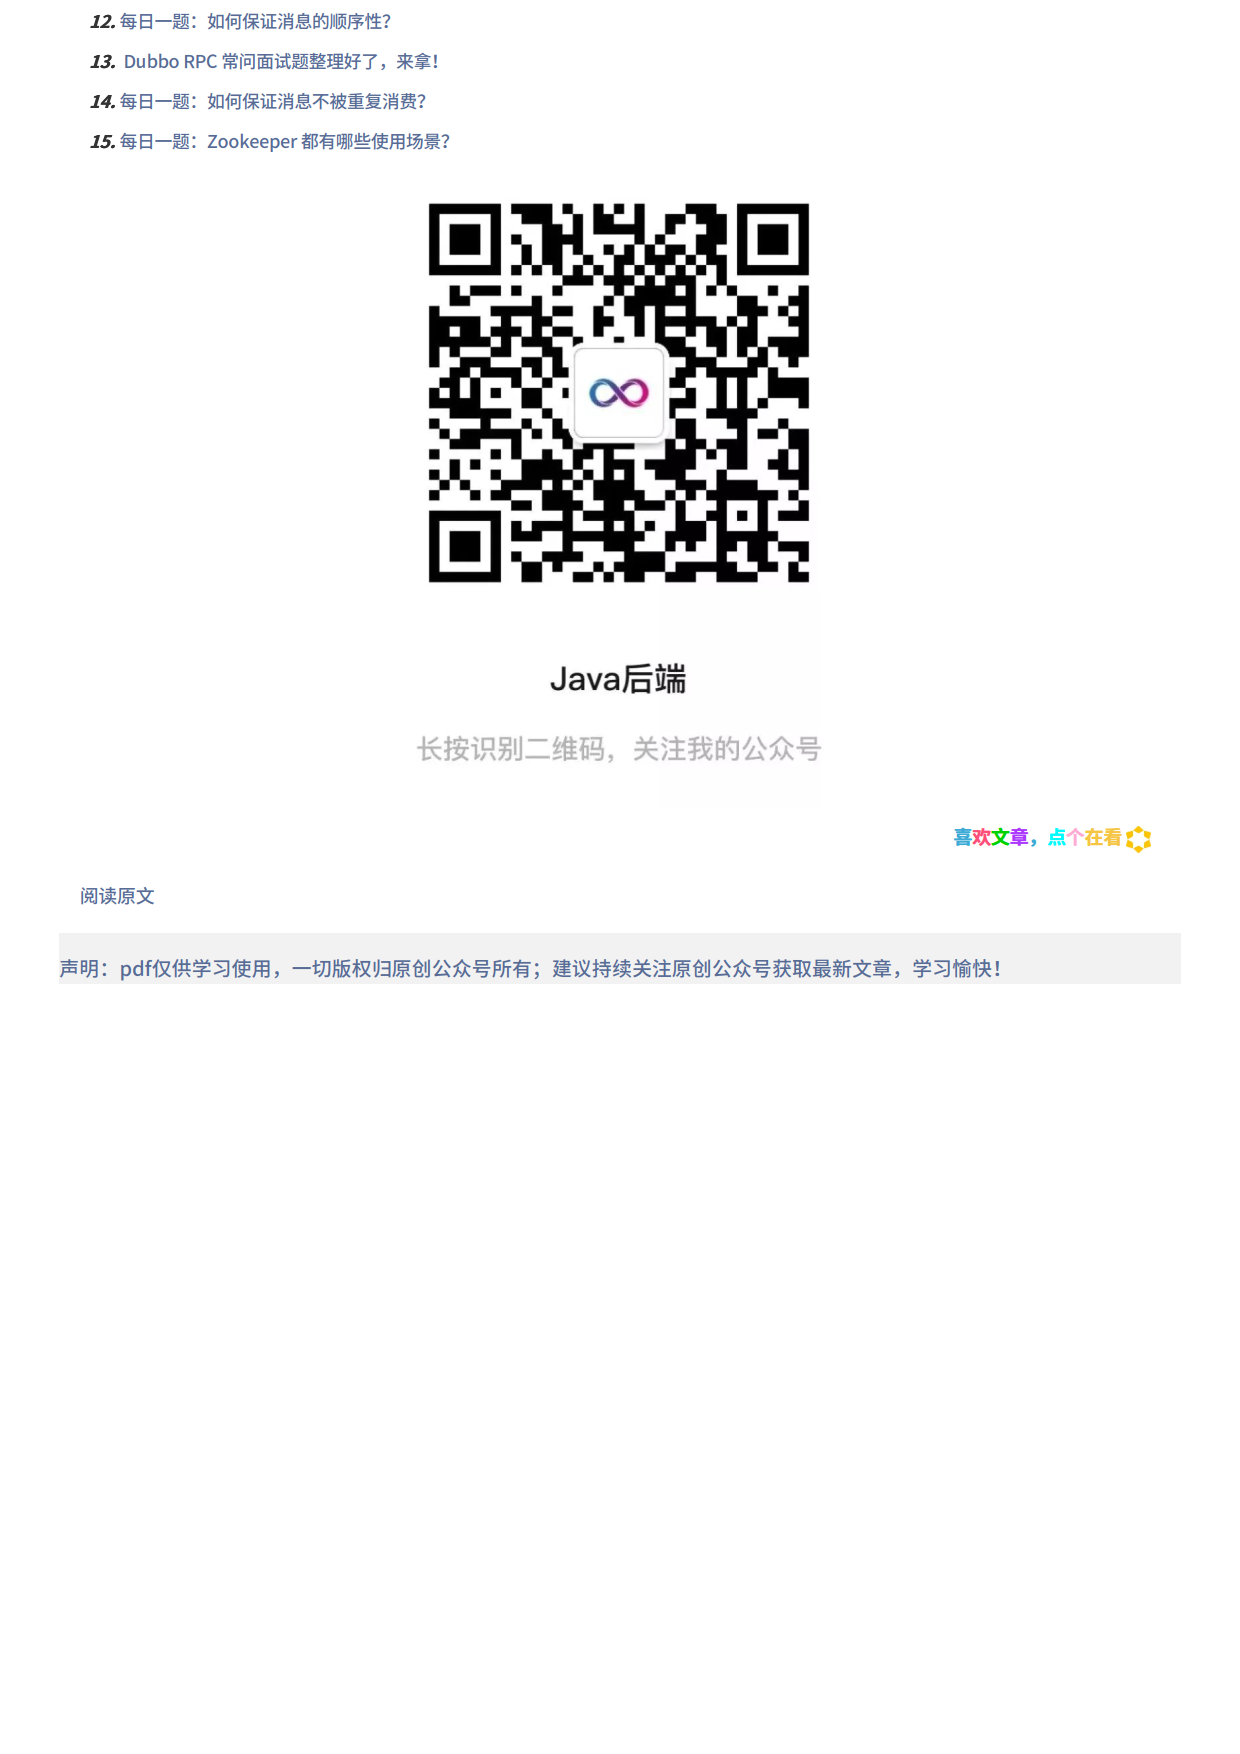 12. 每日一题：如何保证消息的顺序性？
13. Dubbo RPC 常问面试题整理好了，来拿！
14. 每日一题：如何保证消息不被重复消费？
15. 每日一题：Zookeeper 都有哪些使用场景？
Java后端
长按识别二维码，关注我的公众号
喜欢文章，点个在看
阅读原文
声明：pdf仅供学习使用，一切版权归原创公众号所有；建议持续关注原创公众号获取最新文章，学习愉快！